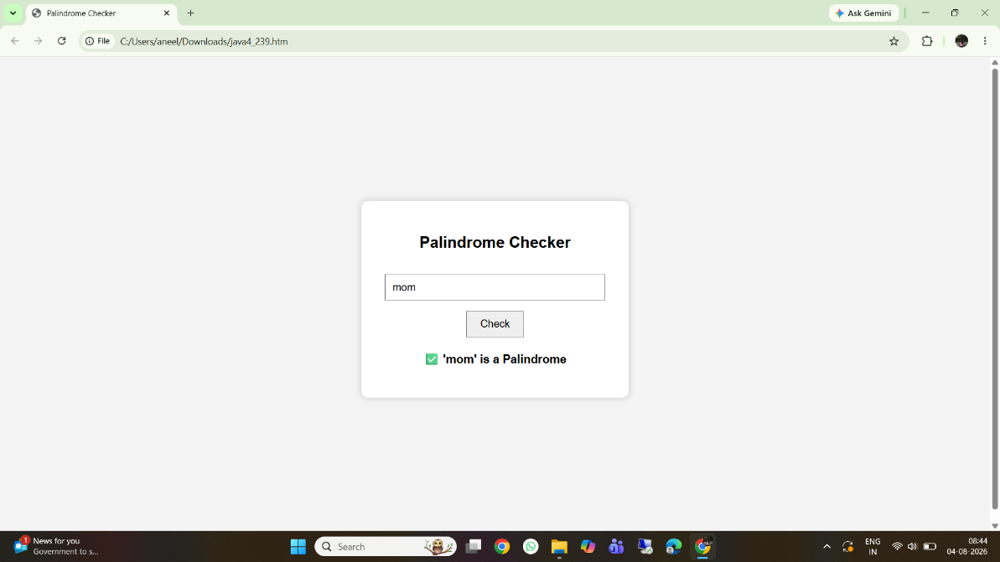 Palindrome Checker
Ask Gemini
File
C:/Users/aneel/Downloads/java4_239.htm
Palindrome Checker
mom
Check
✅ 'mom' is a Palindrome
1
News for you
Government to s...
Search
ENG
IN
08:44
04-08-2026